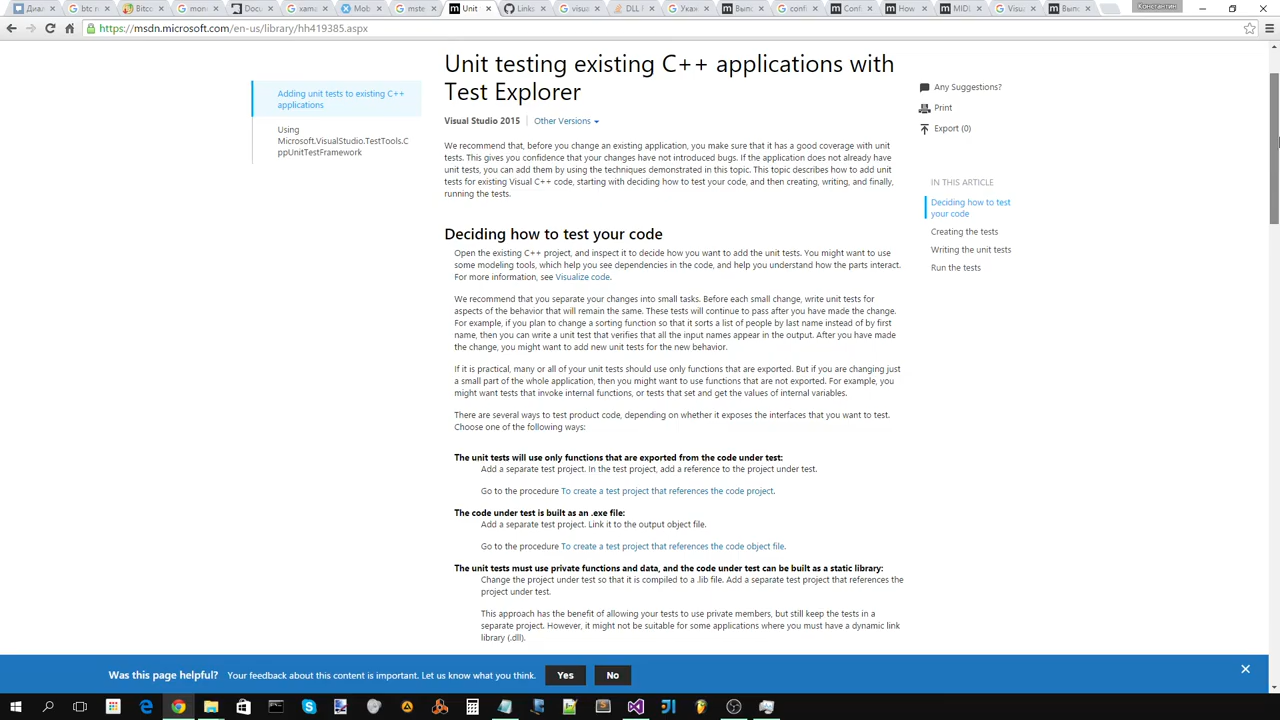 Диал
btc r
Bitco
mon
Docu
xama
Mob
mste
Unit
Links
visua
DLL
Указ
Выпо
confi
Conf
How
MIDI
Visua
Выпо
Константин
https://msdn.microsoft.com/en-us/library/hh419385.aspx
Adding unit tests to existing C++
applications
Using
Microsoft.VisualStudio.TestTools.C
ppUnitTestFramework
Unit testing existing C++ applications with
Test Explorer
Visual Studio 2015
Other Versions
We recommend that, before you change an existing application, you make sure that it has a good coverage with unit
tests. This gives you confidence that your changes have not introduced bugs. If the application does not already have
unit tests, you can add them by using the techniques demonstrated in this topic. This topic describes how to add unit
tests for existing Visual C++ code, starting with deciding how to test your code, and then creating, writing, and finally,
running the tests.
Deciding how to test your code
Open the existing C++ project, and inspect it to decide how you want to add the unit tests. You might want to use
some modeling tools, which help you see dependencies in the code, and help you understand how the parts interact.
For more information, see Visualize code.
We recommend that you separate your changes into small tasks. Before each small change, write unit tests for
aspects of the behavior that will remain the same. These tests will continue to pass after you have made the change.
For example, if you plan to change a sorting function so that it sorts a list of people by last name instead of by first
name, then you can write a unit test that verifies that all the input names appear in the output. After you have made
the change, you might want to add new unit tests for the new behavior.
If it is practical, many or all of your unit tests should use only functions that are exported. But if you are changing just
a small part of the whole application, then you might want to use functions that are not exported. For example, you
might want tests that invoke internal functions, or tests that set and get the values of internal variables.
There are several ways to test product code, depending on whether it exposes the interfaces that you want to test.
Choose one of the following ways:
The unit tests will use only functions that are exported from the code under test:
Add a separate test project. In the test project, add a reference to the project under test.
Go to the procedure To create a test project that references the code project.
The code under test is built as an .exe file:
Add a separate test project. Link it to the output object file.
Go to the procedure To create a test project that references the code object file.
The unit tests must use private functions and data, and the code under test can be built as a static library:
Change the project under test so that it is compiled to a .lib file. Add a separate test project that references the
project under test.
This approach has the benefit of allowing your tests to use private members, but still keep the tests in a
separate project. However, it might not be suitable for some applications where you must have a dynamic link
library (.dll).
Any Suggestions?
Print
Export (0)
IN THIS ARTICLE
Deciding how to test
your code
Creating the tests
Writing the unit tests
Run the tests
Was this page helpful?
Your feedback about this content is important. Let us know what you think.
Yes
No